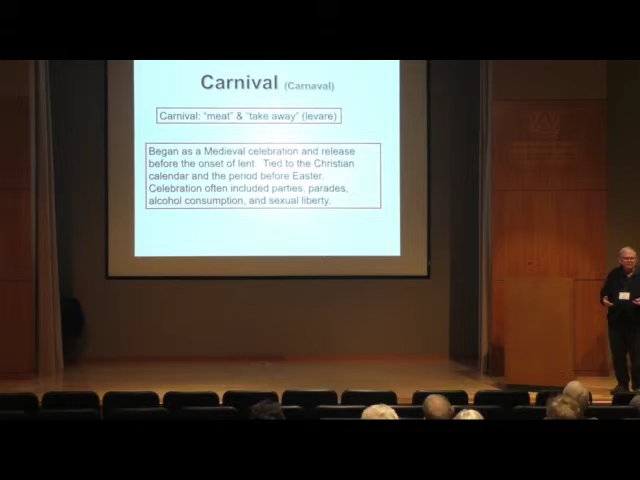 Carnival (Carnaval)
Carnival: "meat" & "take away" (levare)
Began as a Medieval celebration and release
before the onset of lent. Tied to the Christian
calendar and the period before Easter.
Celebration often included parties, parades,
alcohol consumption, and sexual liberty.